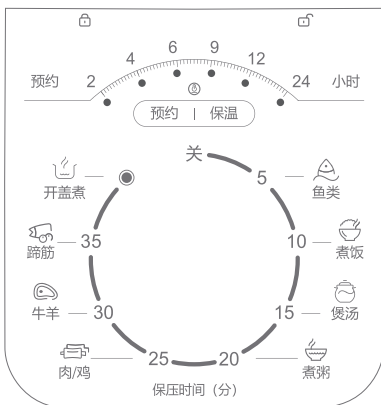 6 9
4 12
预约 2 24 小时
预约 | 保温
关
开盖煮 5 鱼类
蹄筋 35 10 煮饭
牛羊 30 15 煲汤
肉/鸡 25 20 煮粥
保压时间（分）